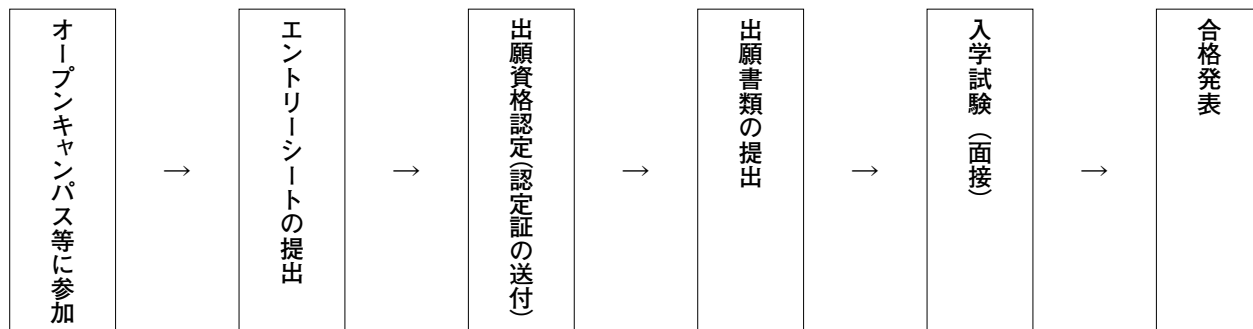 オープンキャンパス等に参加
→
エントリーシートの提出
→
出願資格認定(認定証の送付)
→
出願書類の提出
→
入学試験(面接)
→
合格発表